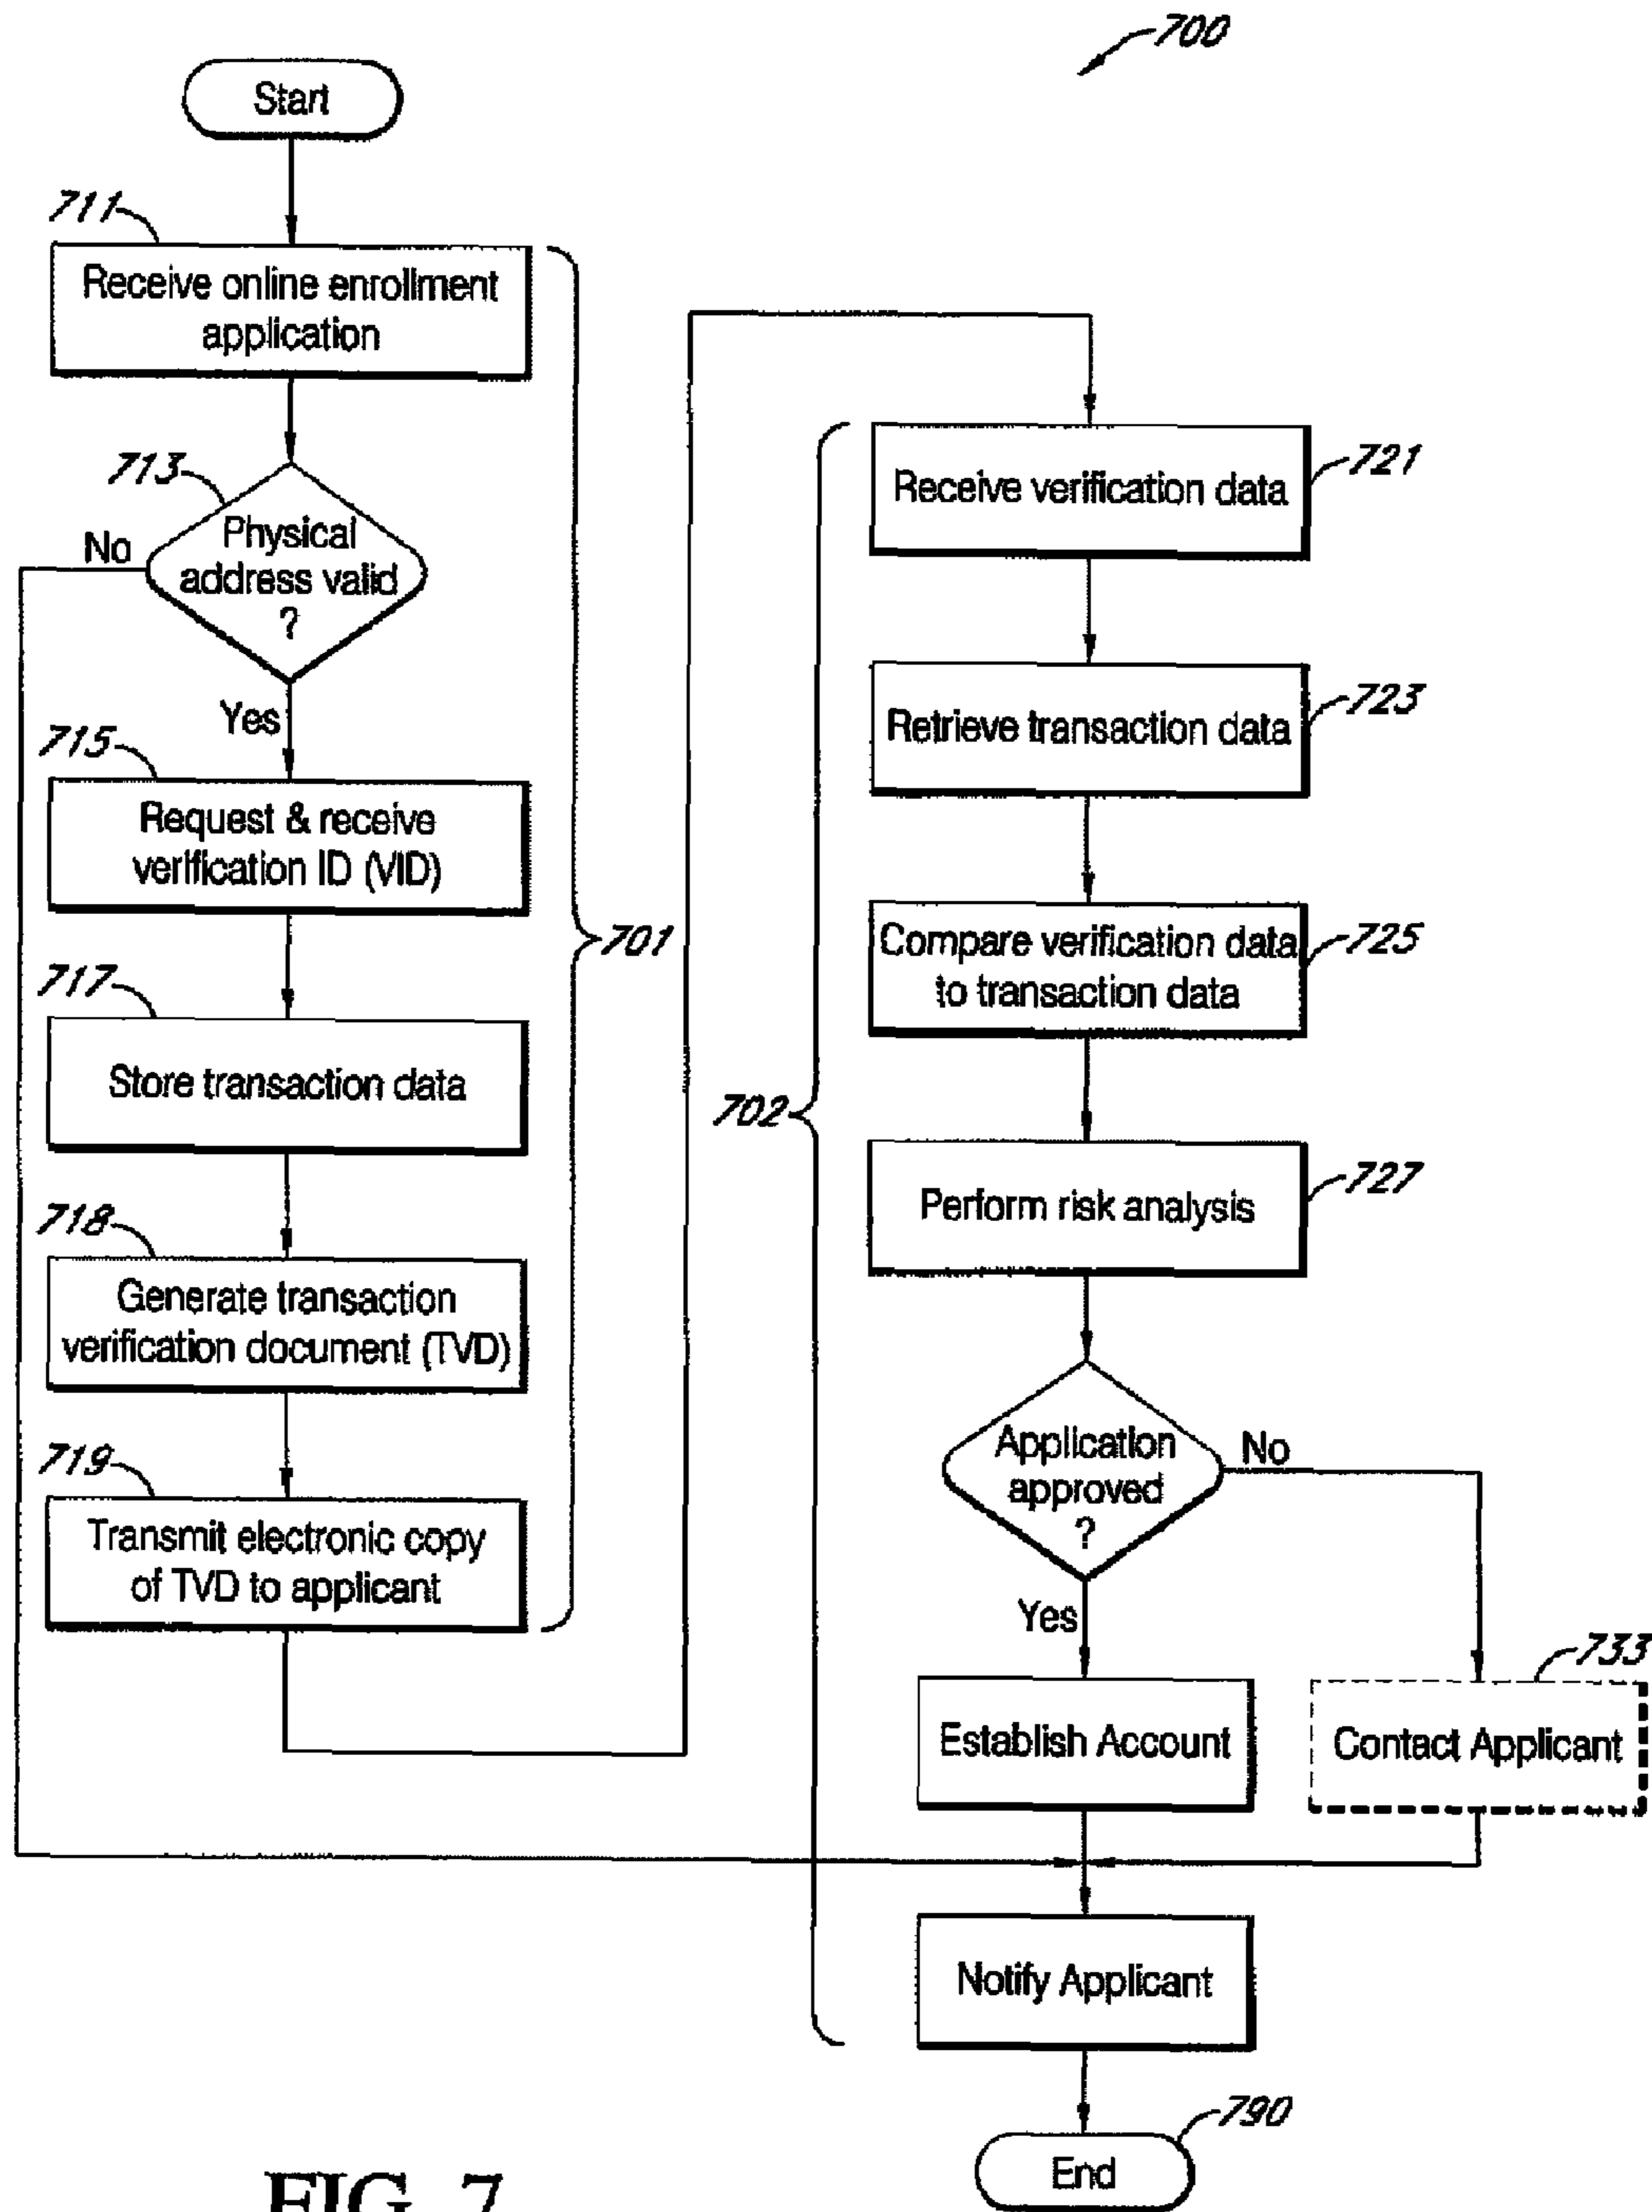 700
Start
711
Receive online enrollment
application
713
Physical
address valid
?
No
Yes
715
Request & receive
verification ID (VID)
701
717
Store transaction data
718
Generate transaction
verification document (TVD)
719
Transmit electronic copy
of TVD to applicant
721
Receive verification data
723
Retrieve transaction data
725
Compare verification data
to transaction data
702
727
Perform risk analysis
Application
approved
?
No
Yes
Establish Account
733
Contact Applicant
Notify Applicant
790
End
FIG. 7